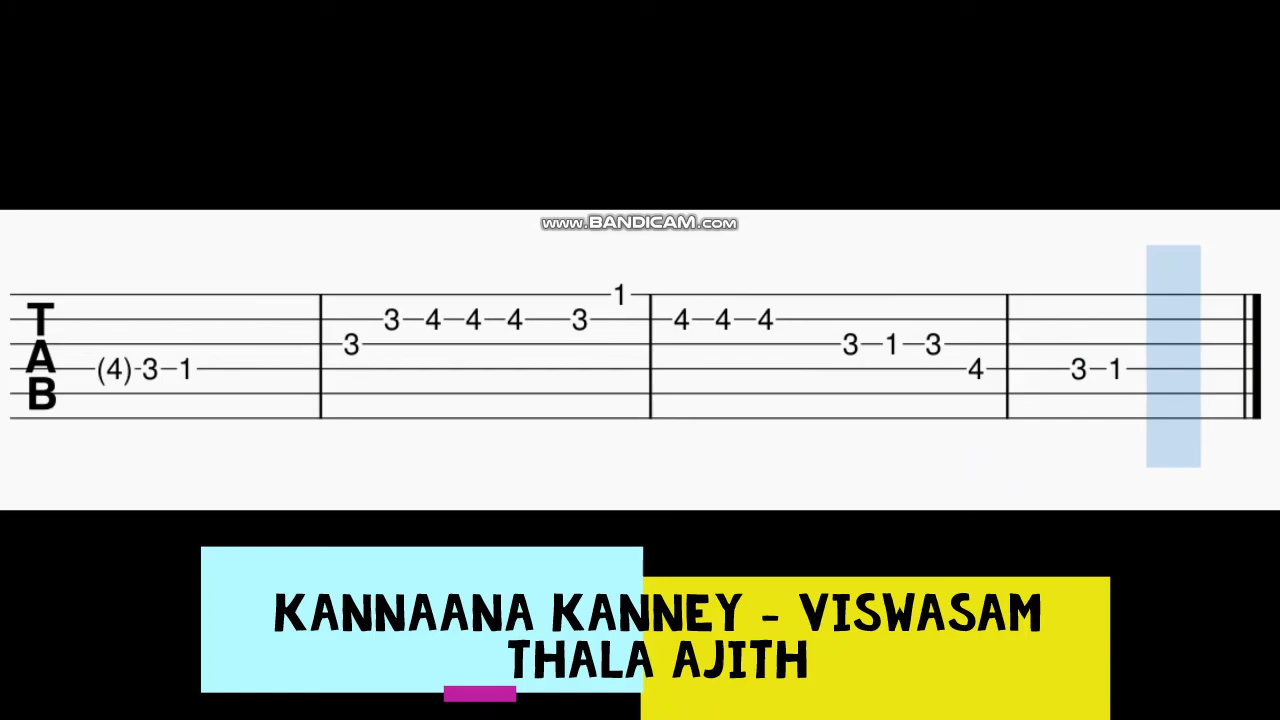 www.BANDICAM.com
1
T 3 4 4 4 3 4 4 4
A 3 3 1 3
(4) 3 1 4 3 1
B
KANNAANA KANNEY - VISWASAM
THALA AJITH